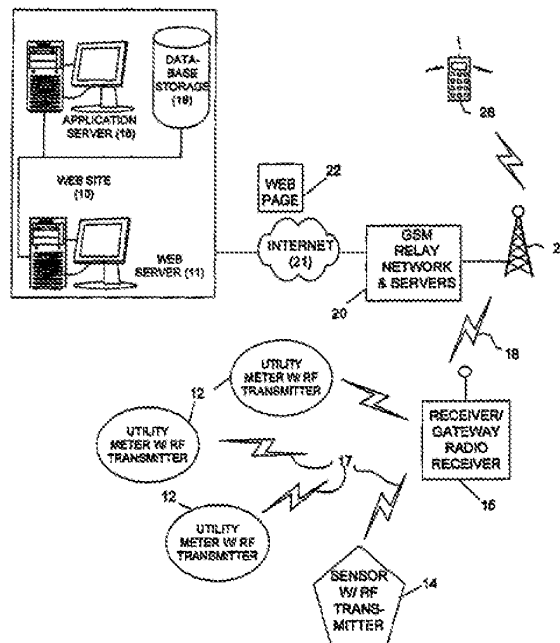 DATA-
BASE
STORAGE
(19)
APPLICATION
SERVER (16)
WEB SITE
(10)
WEB
SERVER (11)
28
WEB
PAGE
22
INTERNET
(21)
GSM
RELAY
NETWORK
& SERVERS
20
2
18
12
UTILITY
METER W/ RF
TRANSMITTER
RECEIVER/
GATEWAY
RADIO
RECEIVER
UTILITY
METER W/ RF
TRANSMITTER
17
12
UTILITY
METER W/ RF
TRANSMITTER
SENSOR
W/ RF
TRANS-
MITTER
14